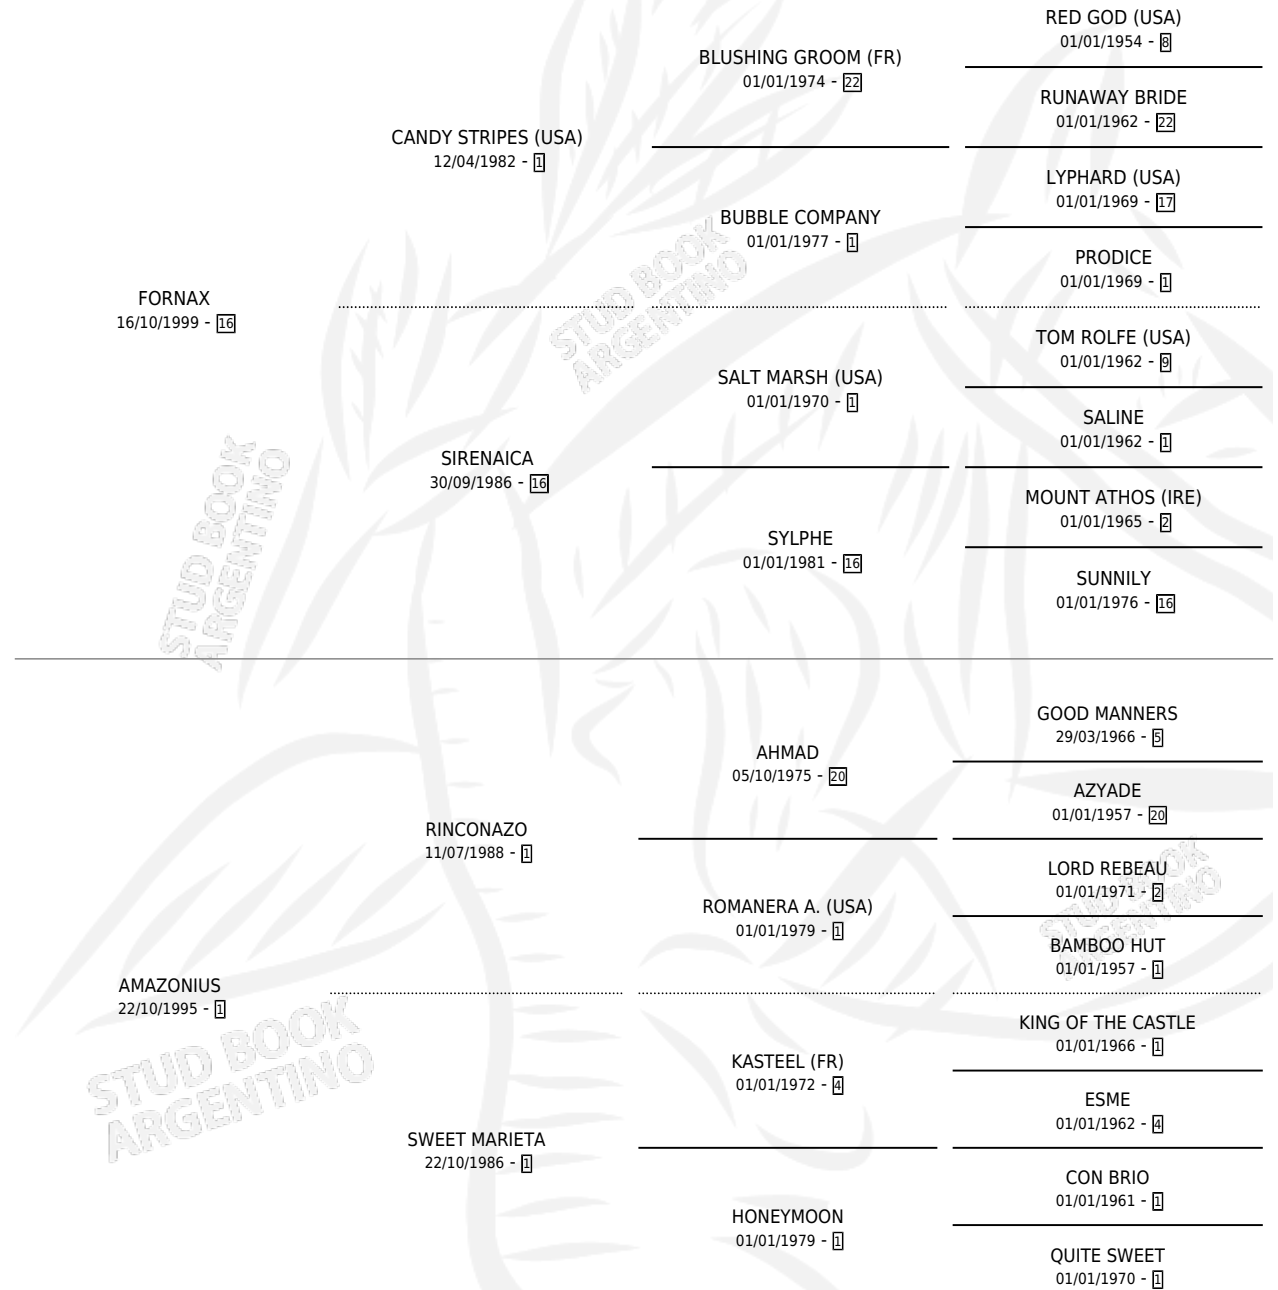 RED GOD (USA)
01/01/1954 - 8
BLUSHING GROOM (FR)
01/01/1974 - 22
RUNAWAY BRIDE
01/01/1962 - 22
CANDY STRIPES (USA)
12/04/1982 - 1
LYPHARD (USA)
01/01/1969 - 17
BUBBLE COMPANY
01/01/1977 - 1
PRODICE
01/01/1969 - 1
FORNAX
16/10/1999 - 16
STUD BOOK
ARGENTINO
TOM ROLFE (USA)
01/01/1962 - 9
SALT MARSH (USA)
01/01/1970 - 1
SALINE
01/01/1962 - 1
SIRENAICA
30/09/1986 - 16
MOUNT ATHOS (IRE)
01/01/1965 - 2
SYLPHE
01/01/1981 - 16
SUNNILY
01/01/1976 - 16
STUD BOOK
ARGENTINO
GOOD MANNERS
29/03/1966 - 5
AHMAD
05/10/1975 - 20
AZYADE
01/01/1957 - 20
RINCONAZO
11/07/1988 - 1
LORD REBEAU
01/01/1971 - 2
ROMANERA A. (USA)
01/01/1979 - 1
STUD BOOK
ARGENTINO
BAMBOO HUT
01/01/1957 - 1
AMAZONIUS
22/10/1995 - 1
STUD BOOK
ARGENTINO
KING OF THE CASTLE
01/01/1966 - 1
KASTEEL (FR)
01/01/1972 - 4
ESME
01/01/1962 - 4
SWEET MARIETA
22/10/1986 - 1
CON BRIO
01/01/1961 - 1
HONEYMOON
01/01/1979 - 1
QUITE SWEET
01/01/1970 - 1